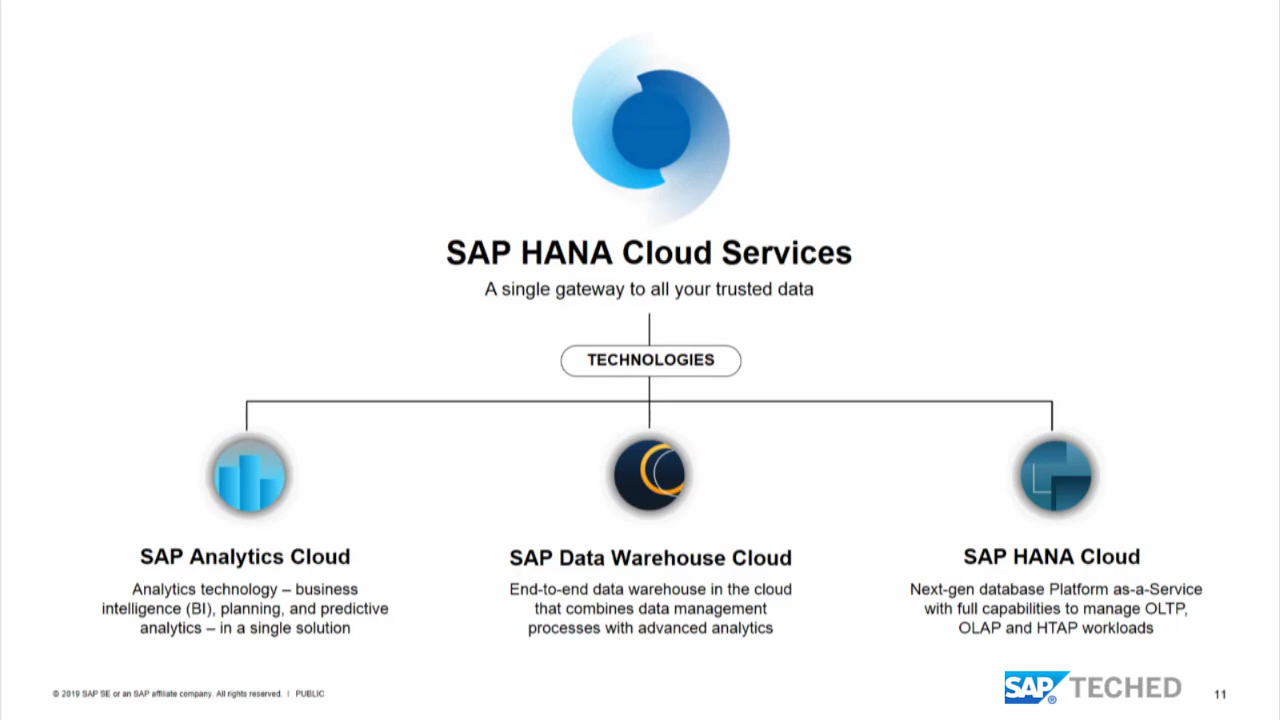 SAP HANA Cloud Services
A single gateway to all your trusted data
TECHNOLOGIES
SAP Analytics Cloud
Analytics technology – business
intelligence (BI), planning, and predictive
analytics – in a single solution
SAP Data Warehouse Cloud
End-to-end data warehouse in the cloud
that combines data management
processes with advanced analytics
SAP HANA Cloud
Next-gen database Platform as-a-Service
with full capabilities to manage OLTP,
OLAP and HTAP workloads
© 2019 SAP SE or an SAP affiliate company. All rights reserved. | PUBLIC
SAP® TECHED
11